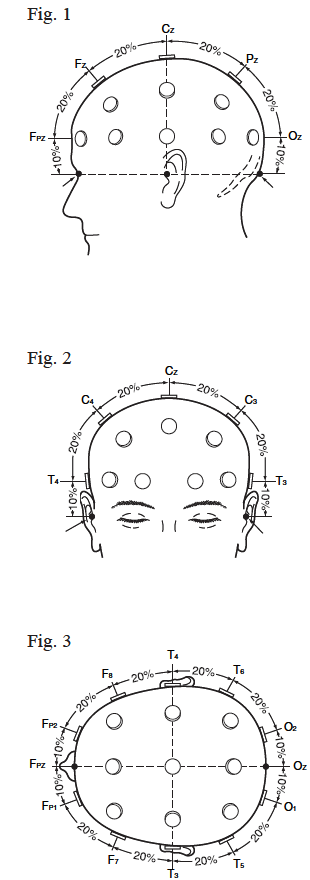 Fig. 1
Cz
20% 20%
Fz Pz
20% 20%
FPZ Oz
10% 10%
Fig. 2
Cz
20% 20%
C4 C3
20% 20%
T4 T3
10% 10%
Fig. 3
T4
F8 20% 20% T6
20% 20%
FP2 O2
10% 10%
FPZ Oz
10% 10%
FP1 O1
20% 20%
F7 20% 20% T5
T3